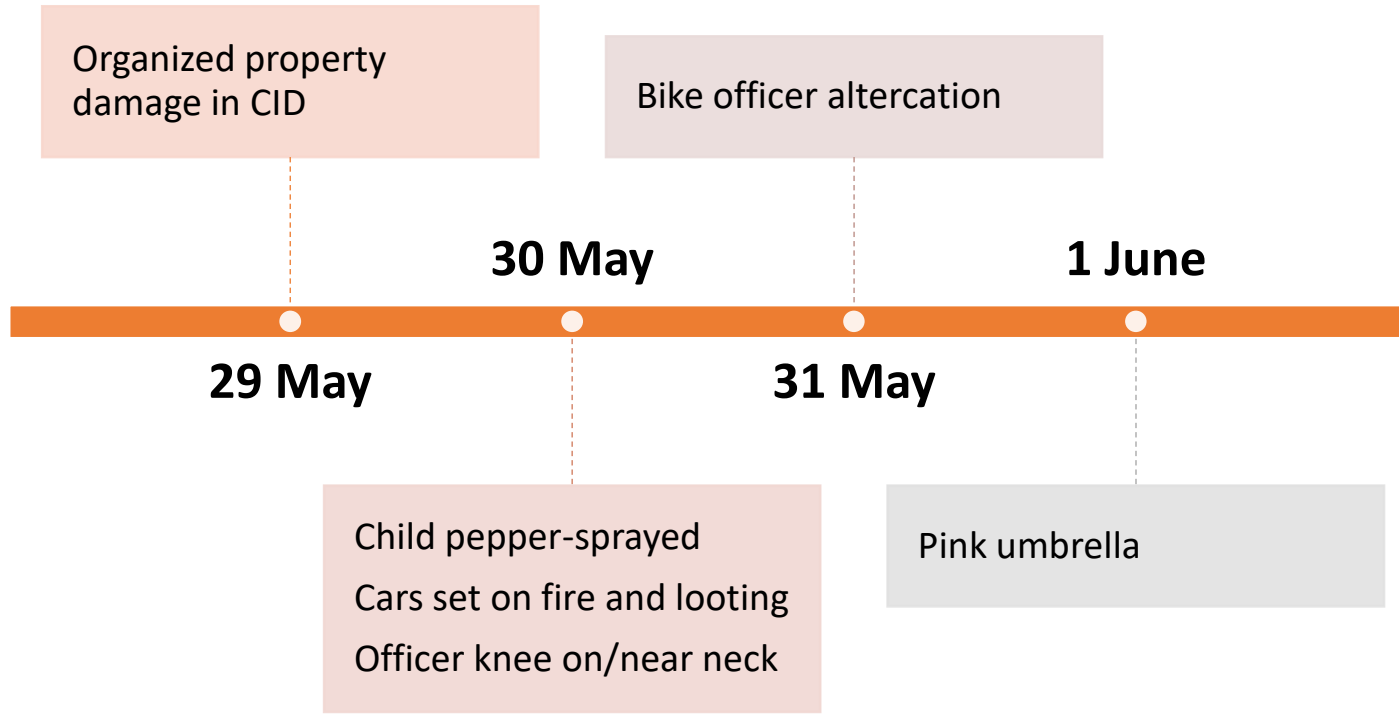 Organized property
damage in CID
Bike officer altercation
30 May
1 June
29 May
31 May
Child pepper-sprayed
Cars set on fire and looting
Officer knee on/near neck
Pink umbrella